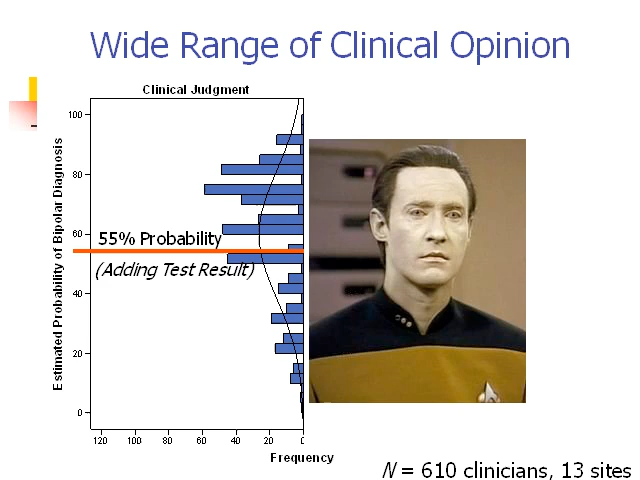 Wide Range of Clinical Opinion
Clinical Judgment
Estimated Probability of Bipolar Diagnosis
100
80
60
40
20
0
55% Probability
(Adding Test Result)
120 100 80 60 40 20 0
Frequency
N = 610 clinicians, 13 sites